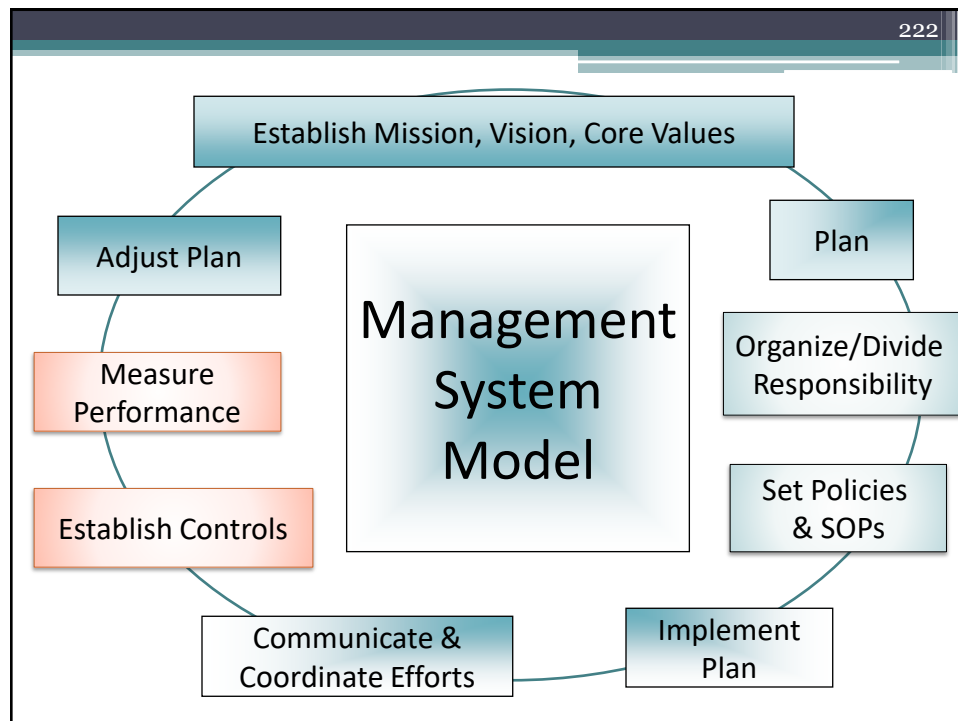 222
Establish Mission, Vision, Core Values
Plan
Organize/Divide
Responsibility
Set Policies
& SOPs
Implement
Plan
Communicate &
Coordinate Efforts
Establish Controls
Measure
Performance
Adjust Plan
Management
System
Model